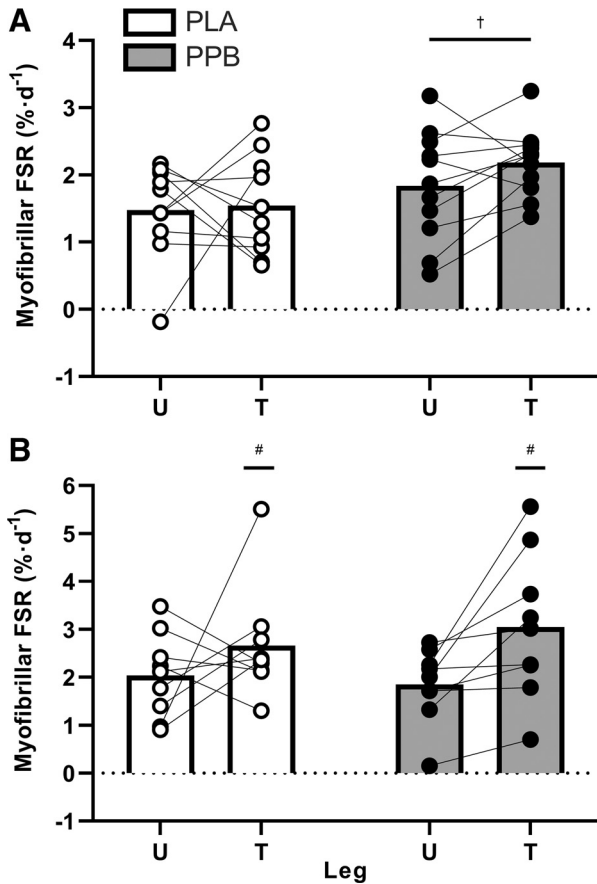 A
PLA
PPB
†
Myofibrillar FSR (%·d⁻¹)
4
3
2
1
0
-1
U T U T
B
# #
Myofibrillar FSR (%·d⁻¹)
6
5
4
3
2
1
0
-1
U T U T
Leg